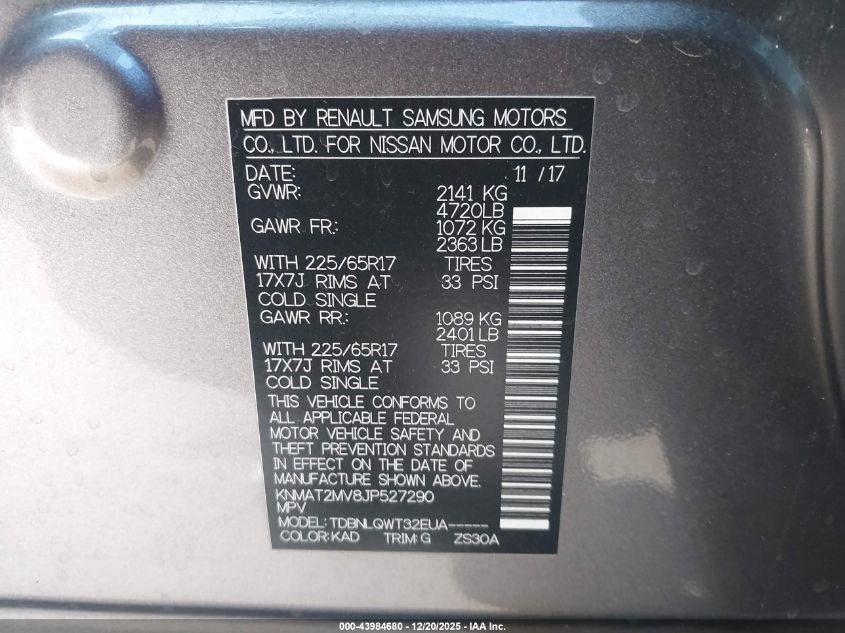 MFD BY RENAULT SAMSUNG MOTORS
CO., LTD. FOR NISSAN MOTOR CO., LTD.
DATE: 11 / 17
GVWR: 2141 KG
4720LB
GAWR FR: 1072 KG
2363 LB
WITH 225/65R17 TIRES
17X7J RIMS AT 33 PSI
COLD SINGLE
GAWR RR: 1089 KG
2401 LB
WITH 225/65R17 TIRES
17X7J RIMS AT 33 PSI
COLD SINGLE
THIS VEHICLE CONFORMS TO
ALL APPLICABLE FEDERAL
MOTOR VEHICLE SAFETY AND
THEFT PREVENTION STANDARDS
IN EFFECT ON THE DATE OF
MANUFACTURE SHOWN ABOVE.
KNMAT2MV8JP527290
MPV
MODEL: TDBNLQWT32EUA-----
COLOR: KAD TRIM: G ZS30A
000-43984680 - 12/20/2025 - IAA Inc.